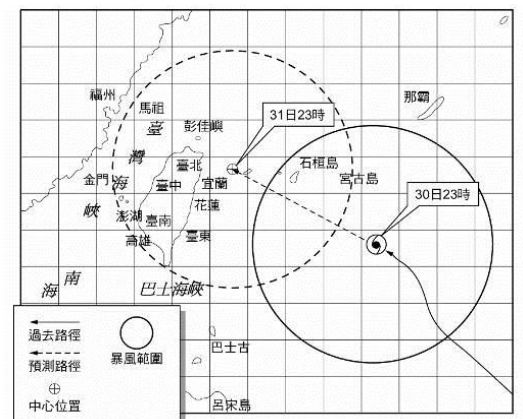 福州
馬祖
臺灣海峽
彭佳嶼
31日23時
那霸
臺北
石桓島
宮古島
金門
臺中
宜蘭
花蓮
30日23時
澎湖
臺南
臺東
高雄
南海
巴士海峽
過去路徑
預測路徑
中心位置
暴風範圍
巴士古
呂宋島